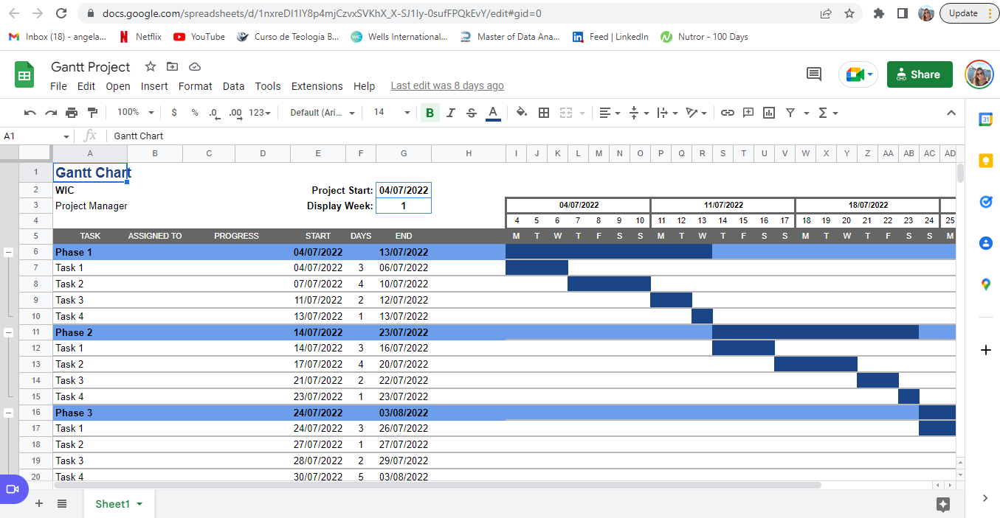 docs.google.com/spreadsheets/d/1nxreDI1IY8p4mjCzvxSVKhX_X-SJ1Iy-0sufFPQkEvY/edit#gid=0 Update
Inbox (18) - angela... Netflix YouTube Curso de Teologia B... Wells International... Master of Data Ana... Feed | LinkedIn Nutror - 100 Days
Gantt Project
File Edit Open Insert Format Data Tools Extensions Help Last edit was 8 days ago Share
100% $ % .0 .00 123 Default (Ari... 14 B I S A
A1 fx Gantt Chart
A B C D E F G H I J K L M N O P Q R S T U V W X Y Z AA AB AC AD
1 Gantt Chart
2 WIC Project Start: 04/07/2022
3 Project Manager Display Week: 1 04/07/2022 11/07/2022 18/07/2022
4 4 5 6 7 8 9 10 11 12 13 14 15 16 17 18 19 20 21 22 23 24 25
5 TASK ASSIGNED TO PROGRESS START DAYS END M T W T F S S M T W T F S S M T W T F S S M
6 Phase 1 04/07/2022 13/07/2022
7 Task 1 04/07/2022 3 06/07/2022
8 Task 2 07/07/2022 4 10/07/2022
9 Task 3 11/07/2022 2 12/07/2022
10 Task 4 13/07/2022 1 13/07/2022
11 Phase 2 14/07/2022 23/07/2022
12 Task 1 14/07/2022 3 16/07/2022
13 Task 2 17/07/2022 4 20/07/2022
14 Task 3 21/07/2022 2 22/07/2022
15 Task 4 23/07/2022 1 23/07/2022
16 Phase 3 24/07/2022 03/08/2022
17 Task 1 24/07/2022 3 26/07/2022
18 Task 2 27/07/2022 1 27/07/2022
19 Task 3 28/07/2022 2 29/07/2022
20 Task 4 30/07/2022 5 03/08/2022
Sheet1
31